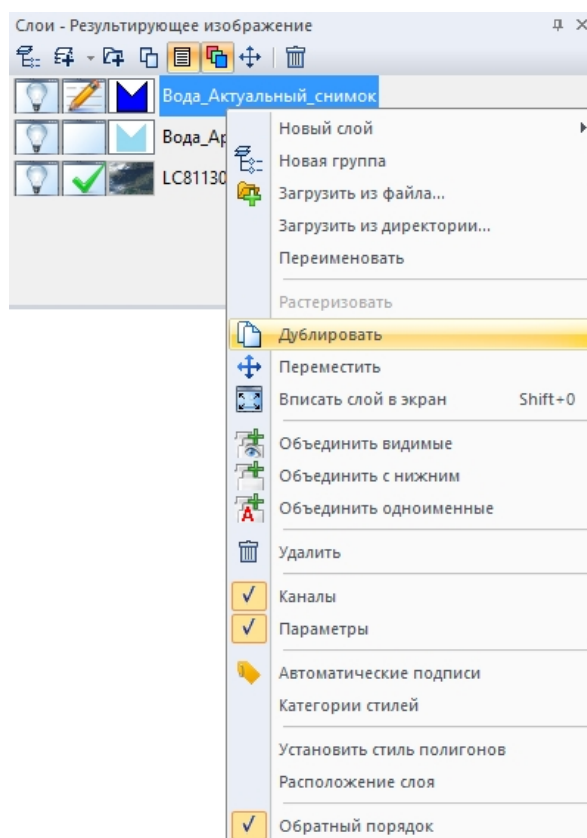 Слои - Результирующее изображение
Вода_Актуальный_снимок
Вода_Ар
LC81130
Новый слой
Новая группа
Загрузить из файла...
Загрузить из директории...
Переименовать
Растеризовать
Дублировать
Переместить
Вписать слой в экран Shift+0
Объединить видимые
Объединить с нижним
Объединить одноименные
Удалить
Каналы
Параметры
Автоматические подписи
Категории стилей
Установить стиль полигонов
Расположение слоя
Обратный порядок